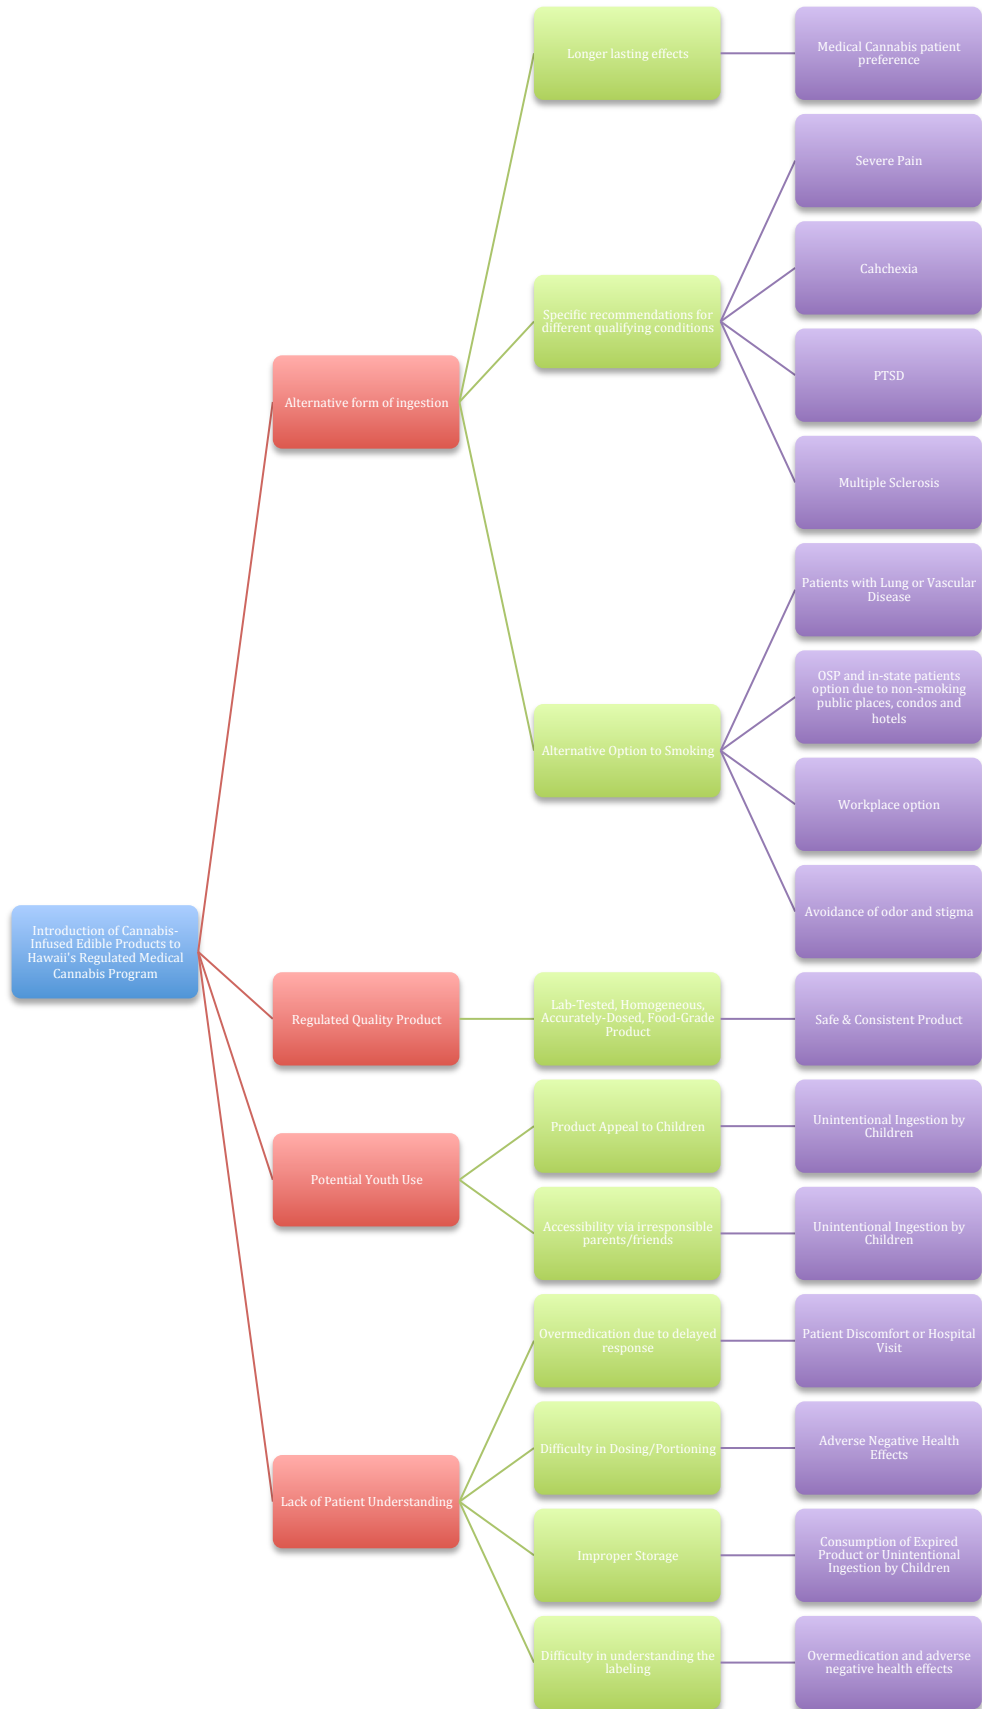 Longer lasting effects
Medical Cannabis patient
preference
Severe Pain
Cahchexia
Specific recommendations for
different qualifying conditions
PTSD
Alternative form of ingestion
Multiple Sclerosis
Patients with Lung or Vascular
Disease
OSP and in-state patients
option due to non-smoking
public places, condos and
hotels
Alternative Option to Smoking
Workplace option
Avoidance of odor and stigma
Introduction of Cannabis-
Infused Edible Products to
Hawaii's Regulated Medical
Cannabis Program
Regulated Quality Product
Lab-Tested, Homogeneous,
Accurately-Dosed, Food-Grade
Product
Safe & Consistent Product
Product Appeal to Children
Unintentional Ingestion by
Children
Potential Youth Use
Accessibility via irresponsible
parents/friends
Unintentional Ingestion by
Children
Overmedication due to delayed
response
Patient Discomfort or Hospital
Visit
Difficulty in Dosing/Portioning
Adverse Negative Health
Effects
Lack of Patient Understanding
Improper Storage
Consumption of Expired
Product or Unintentional
Ingestion by Children
Difficulty in understanding the
labeling
Overmedication and adverse
negative health effects